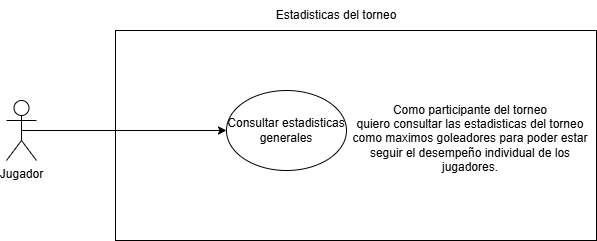 Estadisticas del torneo
Consultar estadisticas
generales
Como participante del torneo
quiero consultar las estadisticas del torneo
como maximos goleadores para poder estar
seguir el desempeño individual de los
jugadores.
Jugador